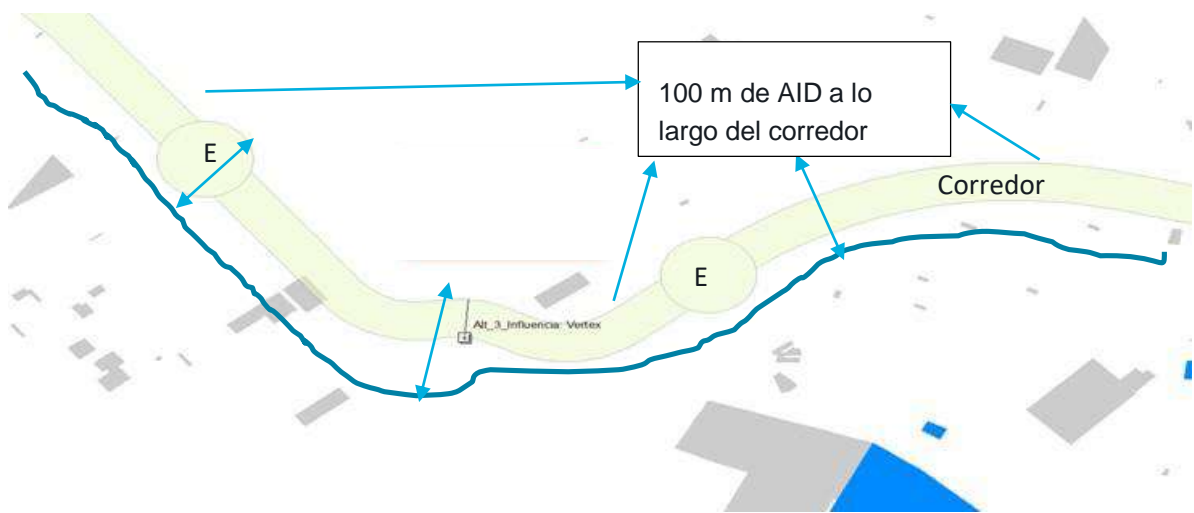 100 m de AID a lo
largo del corredor
E
Corredor
E
Alt_3_Influencia: Vertex